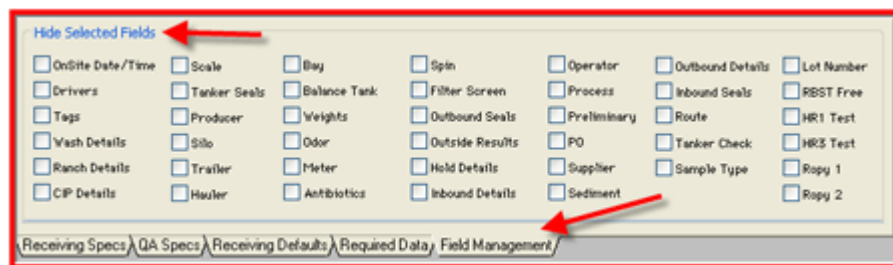 Hide Selected Fields
OnSite Date/Time Scale Bay Spin Operator Outbound Details Lot Number
Drivers Tanker Seals Balance Tank Filter Screen Process Inbound Seals RBST Free
Tags Producer Weights Outbound Seals Preliminary Route HR1 Test
Wash Details Silo Odor Outside Results PO Tanker Check HR3 Test
Ranch Details Trailer Meter Hold Details Supplier Sample Type Ropy 1
CIP Details Hauler Antibiotics Inbound Details Sediment Ropy 2
Receiving Specs QA Specs Receiving Defaults Required Data Field Management